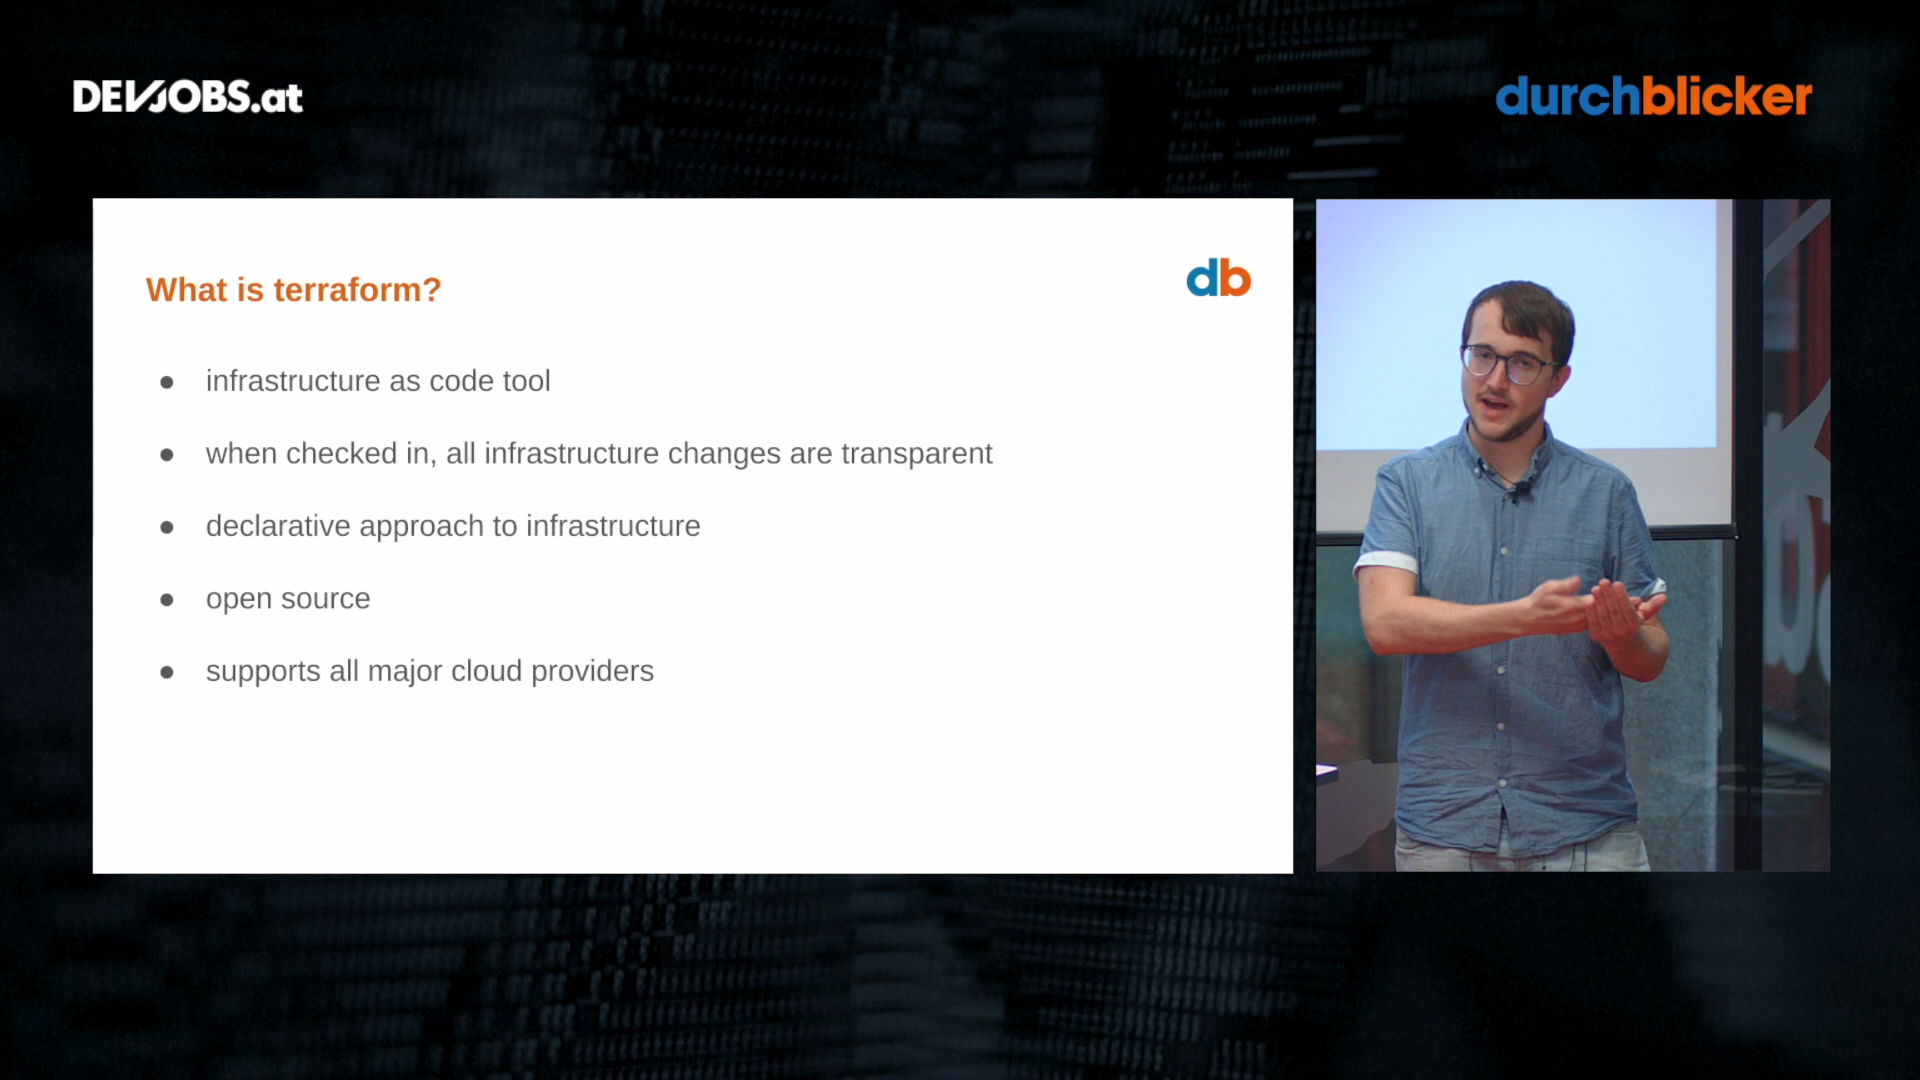 DEVJOBS.at
durchblicker
What is terraform?
db
● infrastructure as code tool
● when checked in, all infrastructure changes are transparent
● declarative approach to infrastructure
● open source
● supports all major cloud providers